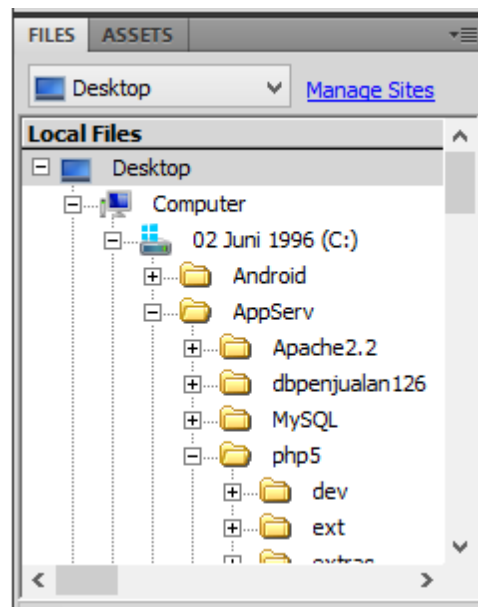 FILES ASSETS
Desktop Manage Sites
Local Files
Desktop
Computer
02 Juni 1996 (C:)
Android
AppServ
Apache2.2
dbpenjualan126
MySQL
php5
dev
ext